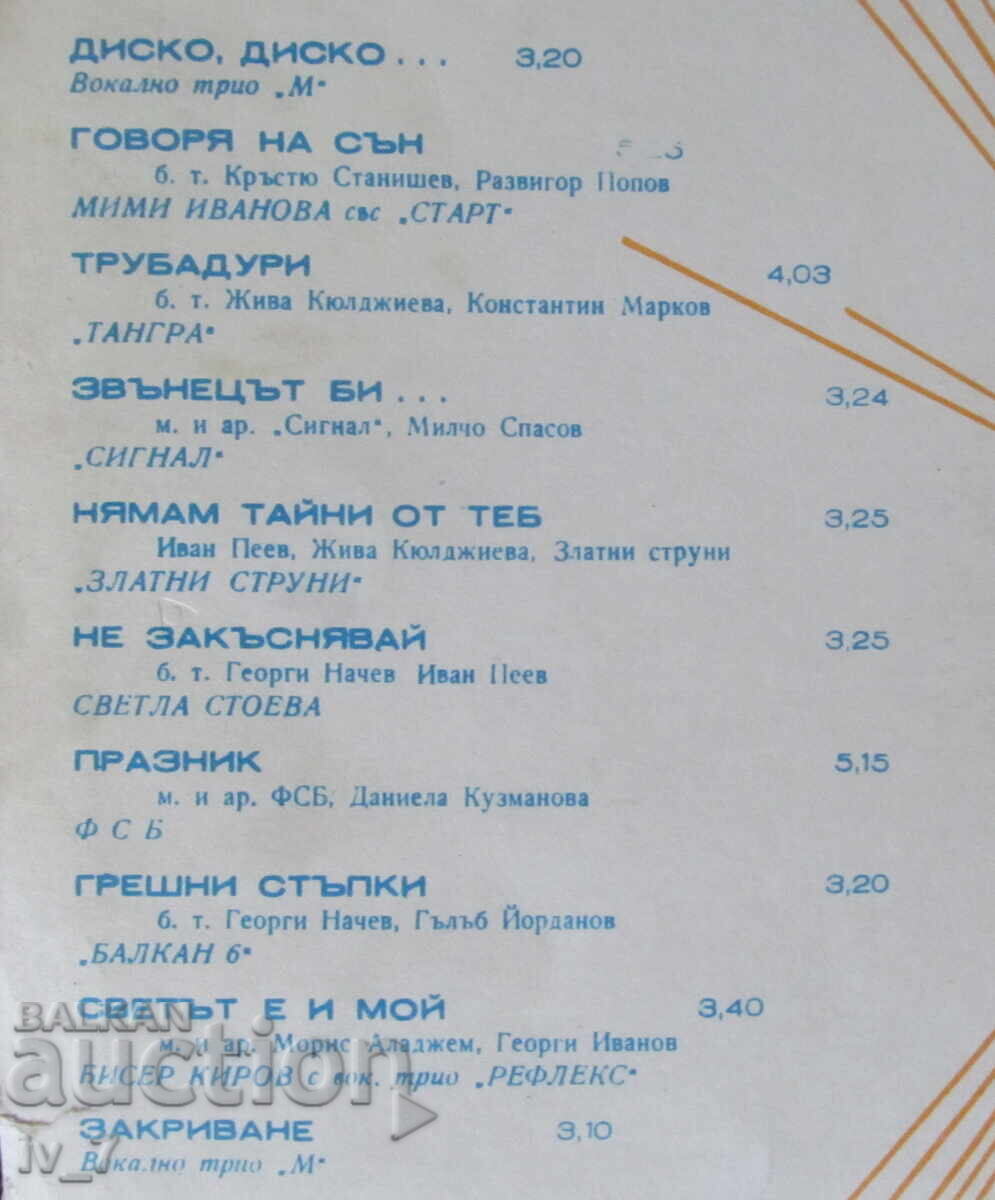 ДИСКО, ДИСКО... 3,20
Вокално трио „М“
ГОВОРЯ НА СЪН
б. т. Кръстю Станишев, Развигор Попов
МИМИ ИВАНОВА със „СТАРТ“
ТРУБАДУРИ 4,03
б. т. Жива Кюлджиева, Константин Марков
„ТАНГРА“
ЗВЪНЕЦЪТ БИ... 3,24
м. и ар. „Сигнал“, Милчо Спасов
„СИГНАЛ“
НЯМАМ ТАЙНИ ОТ ТЕБ 3,25
Иван Пеев, Жива Кюлджиева, Златни струни
„ЗЛАТНИ СТРУНИ“
НЕ ЗАКЪСНЯВАЙ 3,25
б. т. Георги Начев Иван Пеев
СВЕТЛА СТОЕВА
ПРАЗНИК 5,15
м. и ар. ФСБ, Даниела Кузманова
Ф С Б
ГРЕШНИ СТЪПКИ 3,20
б. т. Георги Начев, Гълъб Йорданов
„БАЛКАН 6“
СВЕТЪТ Е И МОЙ 3,40
м. и ар. Морис Аладжем, Георги Иванов
БИСЕР КИРОВ с вок. трио „РЕФЛЕКС“
ЗАКРИВАНЕ 3,10
Вокално трио „М“
BALKAN
auction
iv_7